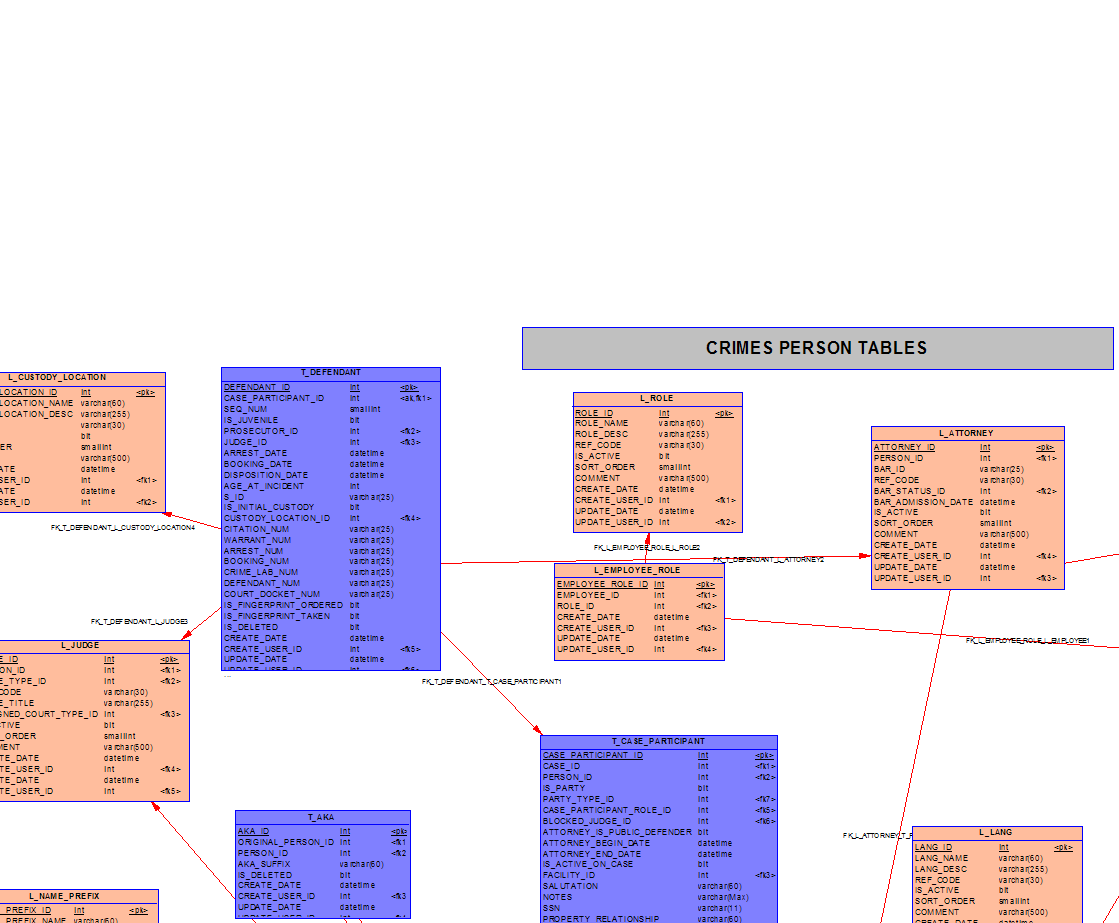 CRIMES PERSON TABLES
L_CUSTODY_LOCATION
LOCATION_ID int <pk>
LOCATION_NAME varchar(60)
LOCATION_DESC varchar(255)
varchar(30)
bit
ER smallint
varchar(500)
ATE datetime
SER_ID int <fk1>
ATE datetime
SER_ID int <fk2>
FK_T_DEFENDANT_L_CUSTODY_LOCATION4
T_DEFENDANT
DEFENDANT_ID int <pk>
CASE_PARTICIPANT_ID int <ak,fk1>
SEQ_NUM smallint
IS_JUVENILE bit
PROSECUTOR_ID int <fk2>
JUDGE_ID int <fk3>
ARREST_DATE datetime
BOOKING_DATE datetime
DISPOSITION_DATE datetime
AGE_AT_INCIDENT int
S_ID varchar(25)
IS_INITIAL_CUSTODY bit
CUSTODY_LOCATION_ID int <fk4>
CITATION_NUM varchar(25)
WARRANT_NUM varchar(25)
ARREST_NUM varchar(25)
BOOKING_NUM varchar(25)
CRIME_LAB_NUM varchar(25)
DEFENDANT_NUM varchar(25)
COURT_DOCKET_NUM varchar(25)
IS_FINGERPRINT_ORDERED bit
IS_FINGERPRINT_TAKEN bit
IS_DELETED bit
CREATE_DATE datetime
CREATE_USER_ID int <fk5>
UPDATE_DATE datetime
UPDATE_USER_ID int <fk6>
...
L_ROLE
ROLE_ID int <pk>
ROLE_NAME varchar(60)
ROLE_DESC varchar(255)
REF_CODE varchar(30)
IS_ACTIVE bit
SORT_ORDER smallint
COMMENT varchar(500)
CREATE_DATE datetime
CREATE_USER_ID int <fk1>
UPDATE_DATE datetime
UPDATE_USER_ID int <fk2>
FK_L_EMPLOYEE_ROLE_L_ROLE2
FK_T_DEFENDANT_L_ATTORNEY2
L_EMPLOYEE_ROLE
EMPLOYEE_ROLE_ID int <pk>
EMPLOYEE_ID int <fk1>
ROLE_ID int <fk2>
CREATE_DATE datetime
CREATE_USER_ID int <fk3>
UPDATE_DATE datetime
UPDATE_USER_ID int <fk4>
L_ATTORNEY
ATTORNEY_ID int <pk>
PERSON_ID int <fk1>
BAR_ID varchar(25)
REF_CODE varchar(30)
BAR_STATUS_ID int <fk2>
BAR_ADMISSION_DATE datetime
IS_ACTIVE bit
SORT_ORDER smallint
COMMENT varchar(500)
CREATE_DATE datetime
CREATE_USER_ID int <fk4>
UPDATE_DATE datetime
UPDATE_USER_ID int <fk3>
FK_L_EMPLOYEE_ROLE_L_EMPLOYEE1
FK_T_DEFENDANT_L_JUDGE3
FK_T_DEFENDANT_T_CASE_PARTICIPANT1
L_JUDGE
E_ID int <pk>
ON_ID int <fk1>
E_TYPE_ID int <fk2>
CODE varchar(30)
E_TITLE varchar(255)
GNED_COURT_TYPE_ID int <fk3>
CTIVE bit
_ORDER smallint
MENT varchar(500)
TE_DATE datetime
TE_USER_ID int <fk4>
TE_DATE datetime
TE_USER_ID int <fk5>
T_AKA
AKA_ID int <pk>
ORIGINAL_PERSON_ID int <fk1
PERSON_ID int <fk2
AKA_SUFFIX varchar(60)
IS_DELETED bit
CREATE_DATE datetime
CREATE_USER_ID int <fk3
UPDATE_DATE datetime
UPDATE_USER_ID int <fk4
T_CASE_PARTICIPANT
CASE_PARTICIPANT_ID int <pk>
CASE_ID int <fk1>
PERSON_ID int <fk2>
IS_PARTY bit
PARTY_TYPE_ID int <fk7>
CASE_PARTICIPANT_ROLE_ID int <fk5>
BLOCKED_JUDGE_ID int <fk6>
ATTORNEY_IS_PUBLIC_DEFENDER bit
ATTORNEY_BEGIN_DATE datetime
ATTORNEY_END_DATE datetime
IS_ACTIVE_ON_CASE bit
FACILITY_ID int <fk3>
SALUTATION varchar(60)
NOTES varchar(Max)
SSN varchar(11)
PROPERTY_RELATIONSHIP varchar(60)
FK_L_ATTORNEY_T_P
L_LANG
LANG_ID int <pk>
LANG_NAME varchar(60)
LANG_DESC varchar(255)
REF_CODE varchar(30)
IS_ACTIVE bit
SORT_ORDER smallint
COMMENT varchar(500)
CREATE_DATE datetime
L_NAME_PREFIX
PREFIX_ID int <pk>
PREFIX_NAME varchar(60)